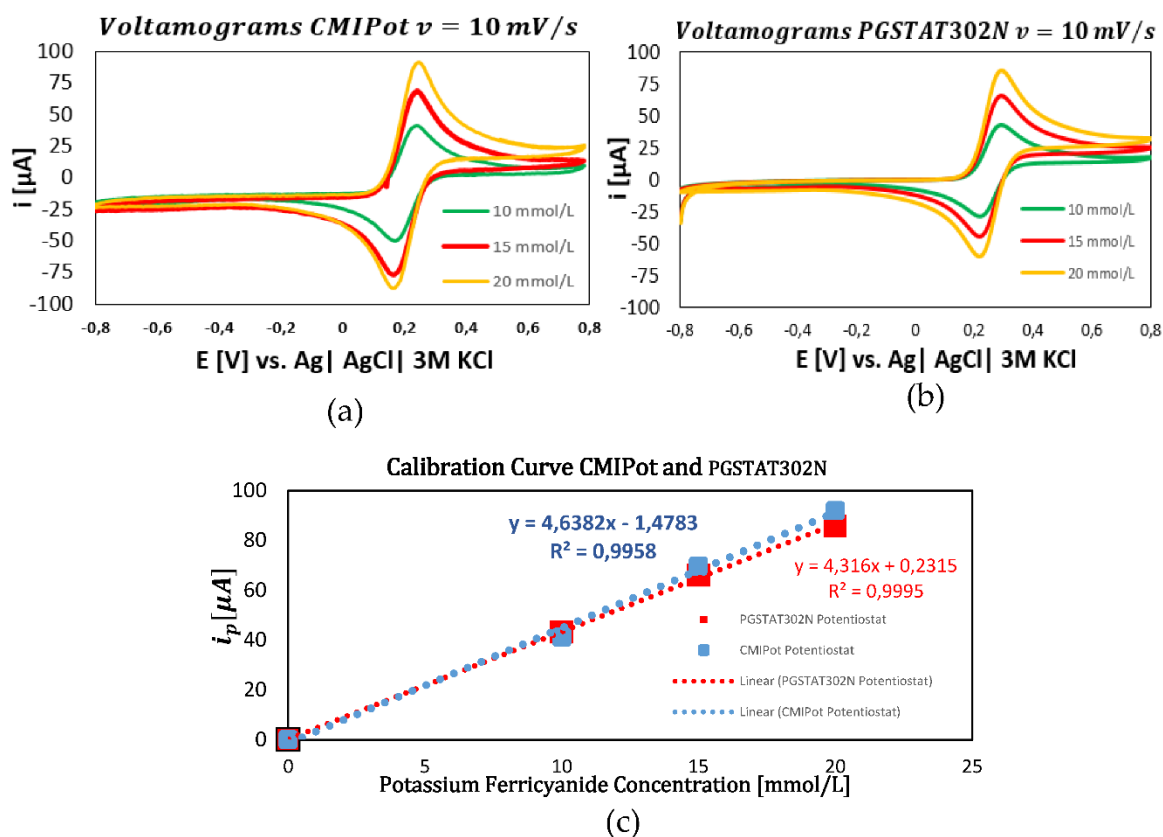 Voltamograms CMIPot v = 10 mV/s
100
75
50
25
0
-25
-50
-75
-100
i [µA]
10 mmol/L
15 mmol/L
20 mmol/L
-0,8 -0,6 -0,4 -0,2 0 0,2 0,4 0,6 0,8
E [V] vs. Ag| AgCl| 3M KCl
(a)
Voltamograms PGSTAT302N v = 10 mV/s
100
75
50
25
0
-25
-50
-75
-100
i [µA]
10 mmol/L
15 mmol/L
20 mmol/L
-0,8 -0,6 -0,4 -0,2 0 0,2 0,4 0,6 0,8
E [V] vs. Ag| AgCl| 3M KCl
(b)
Calibration Curve CMIPot and PGSTAT302N
100
80
60
40
20
0
i_p [µA]
y = 4,6382x - 1,4783
R² = 0,9958
y = 4,316x + 0,2315
R² = 0,9995
PGSTAT302N Potentiostat
CMIPot Potentiostat
Linear (PGSTAT302N Potentiostat)
Linear (CMIPot Potentiostat)
0 5 10 15 20 25
Potassium Ferricyanide Concentration [mmol/L]
(c)